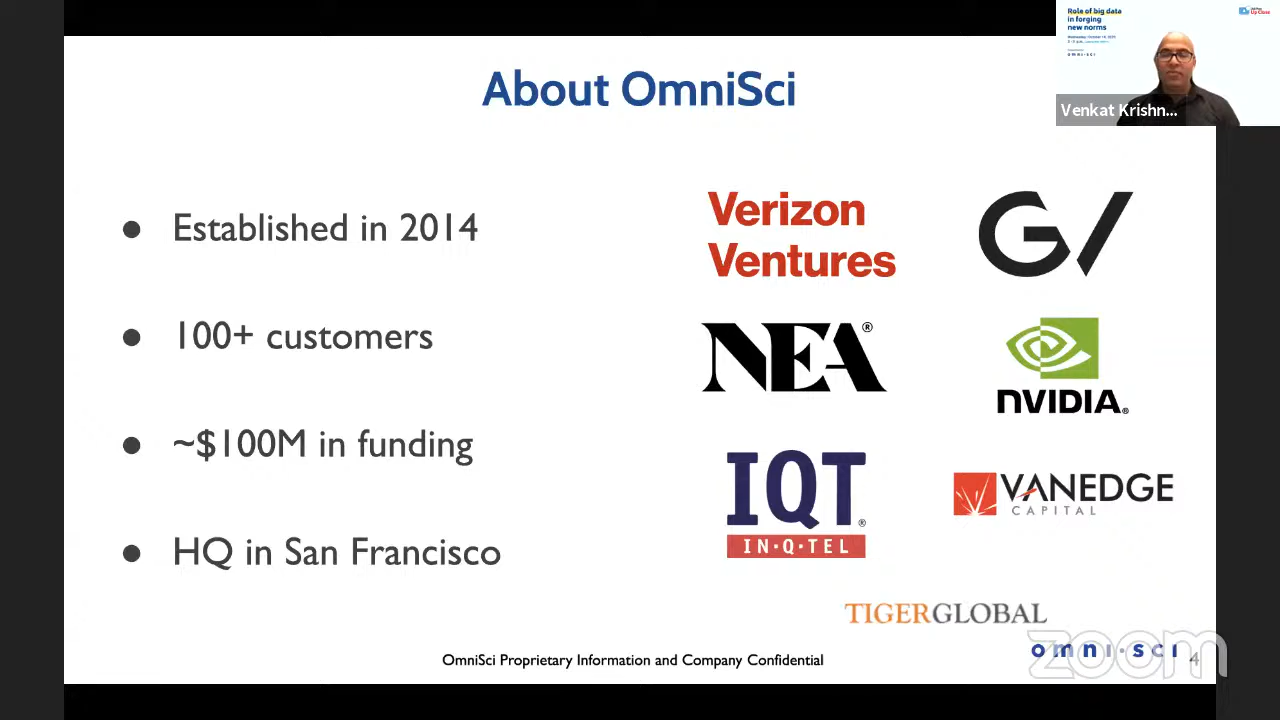 Role of big data
in forging
new norms
Venkat Krishn...
About OmniSci
Established in 2014
100+ customers
~$100M in funding
HQ in San Francisco
Verizon
Ventures
GV
NEA®
NVIDIA®
IQT®
IN·Q·TEL
VANEDGE
CAPITAL
TIGERGLOBAL
OmniSci Proprietary Information and Company Confidential
omni·sci
zoom
4